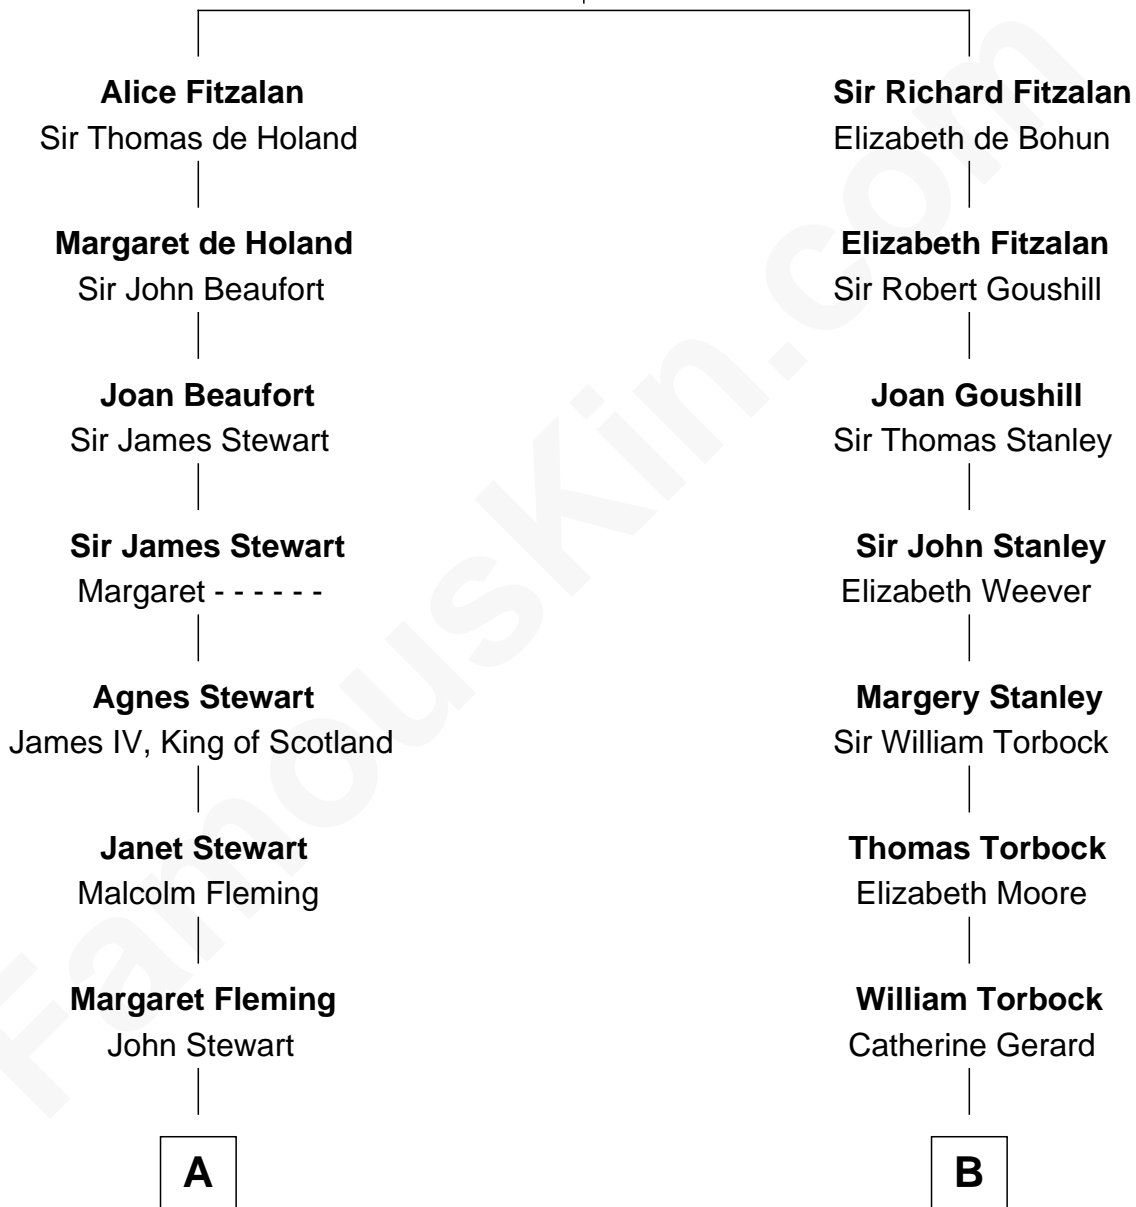 Alice Fitzalan
Sir Thomas de Holand
Margaret de Holand
Sir John Beaufort
Joan Beaufort
Sir James Stewart
Sir James Stewart
Margaret - - - - - -
Agnes Stewart
James IV, King of Scotland
Janet Stewart
Malcolm Fleming
Margaret Fleming
John Stewart
A
Sir Richard Fitzalan
Elizabeth de Bohun
Elizabeth Fitzalan
Sir Robert Goushill
Joan Goushill
Sir Thomas Stanley
Sir John Stanley
Elizabeth Weever
Margery Stanley
Sir William Torbock
Thomas Torbock
Elizabeth Moore
William Torbock
Catherine Gerard
B
FamousKin.com